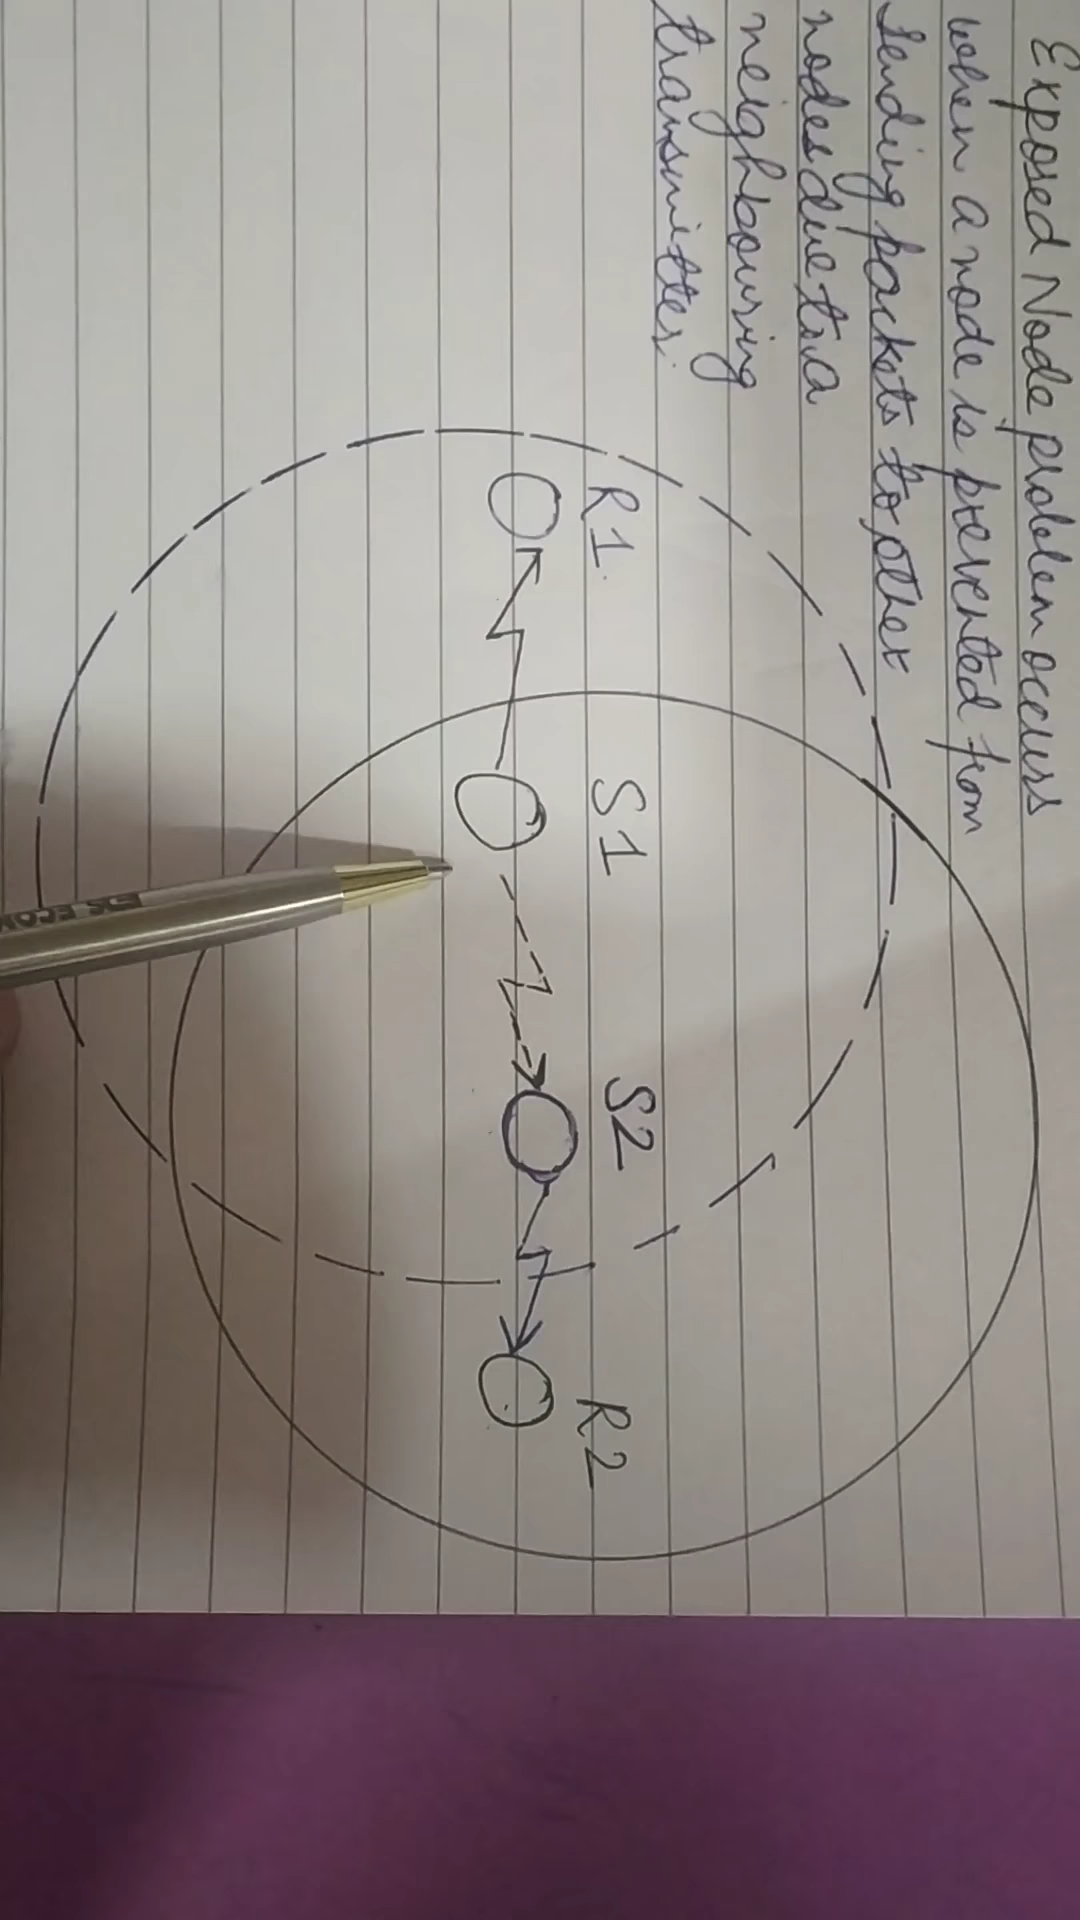 Exposed Node problem occurs
when a node is prevented from
sending packets to other
nodes due to a
neighbouring
transmitter.
R1
S1
S2
R2